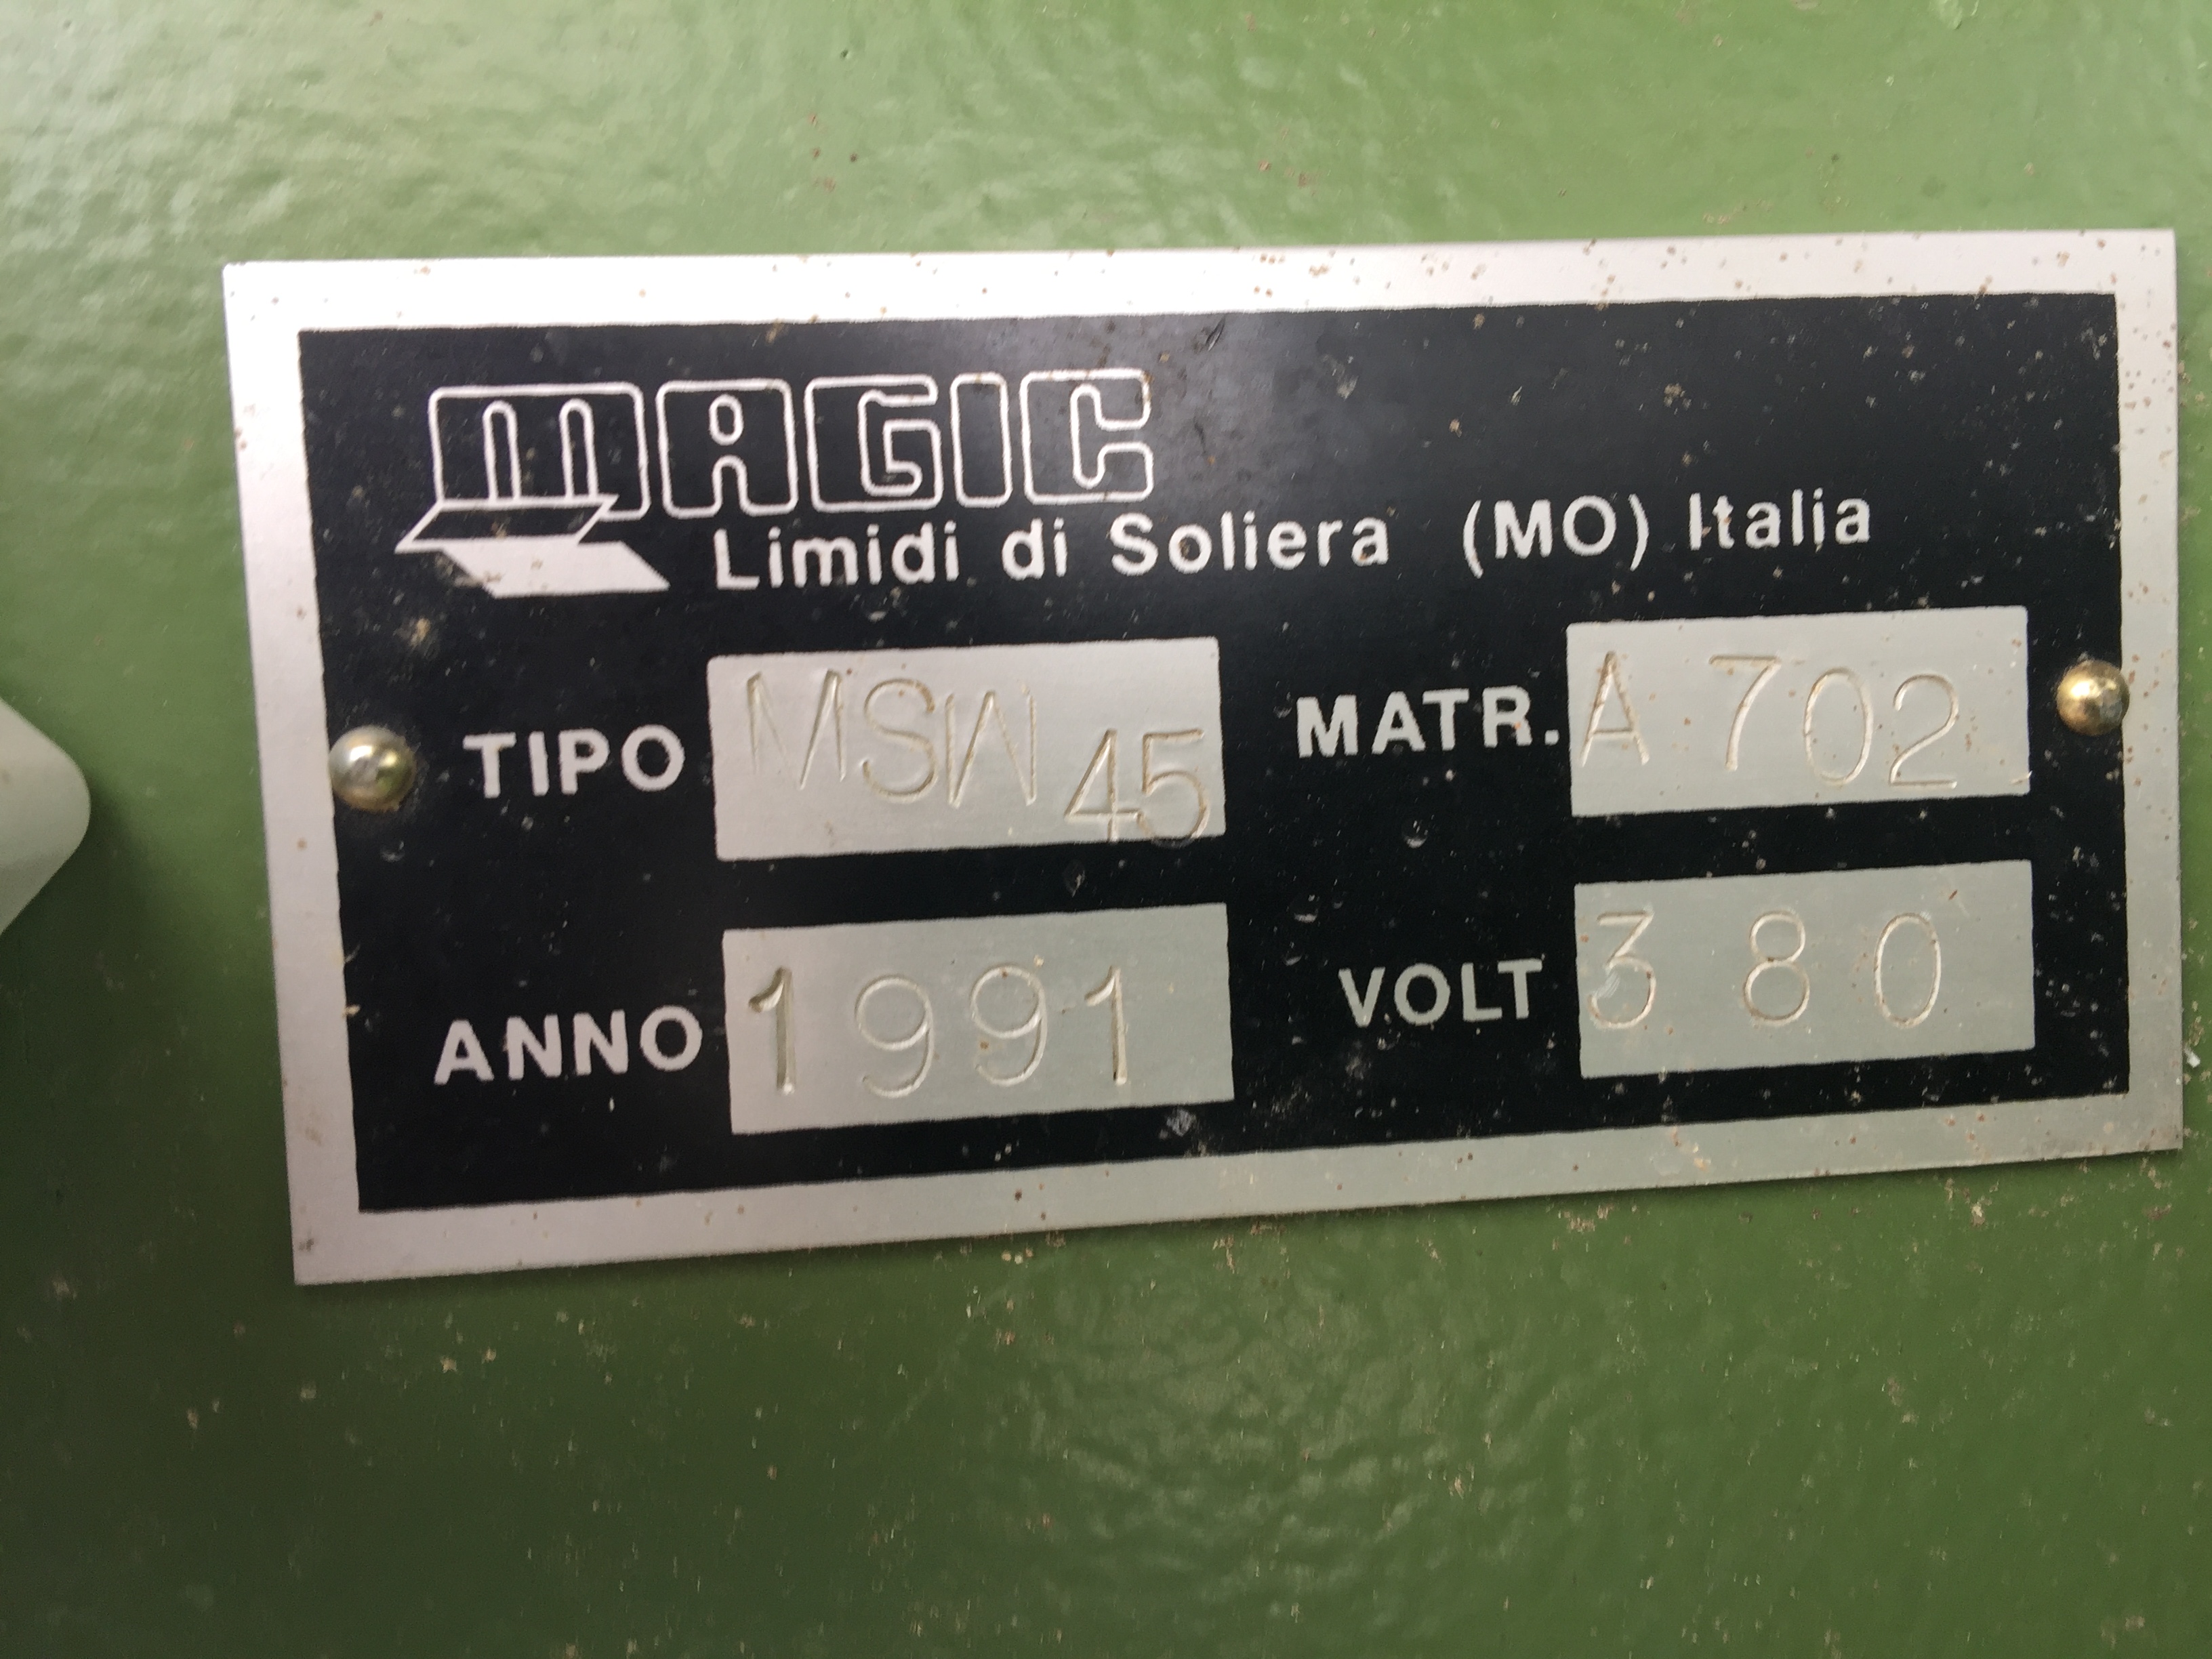 MAGIC
Limidi di Soliera (MO) Italia
TIPO MSW 45 MATR. A 702
ANNO 1991 VOLT 380